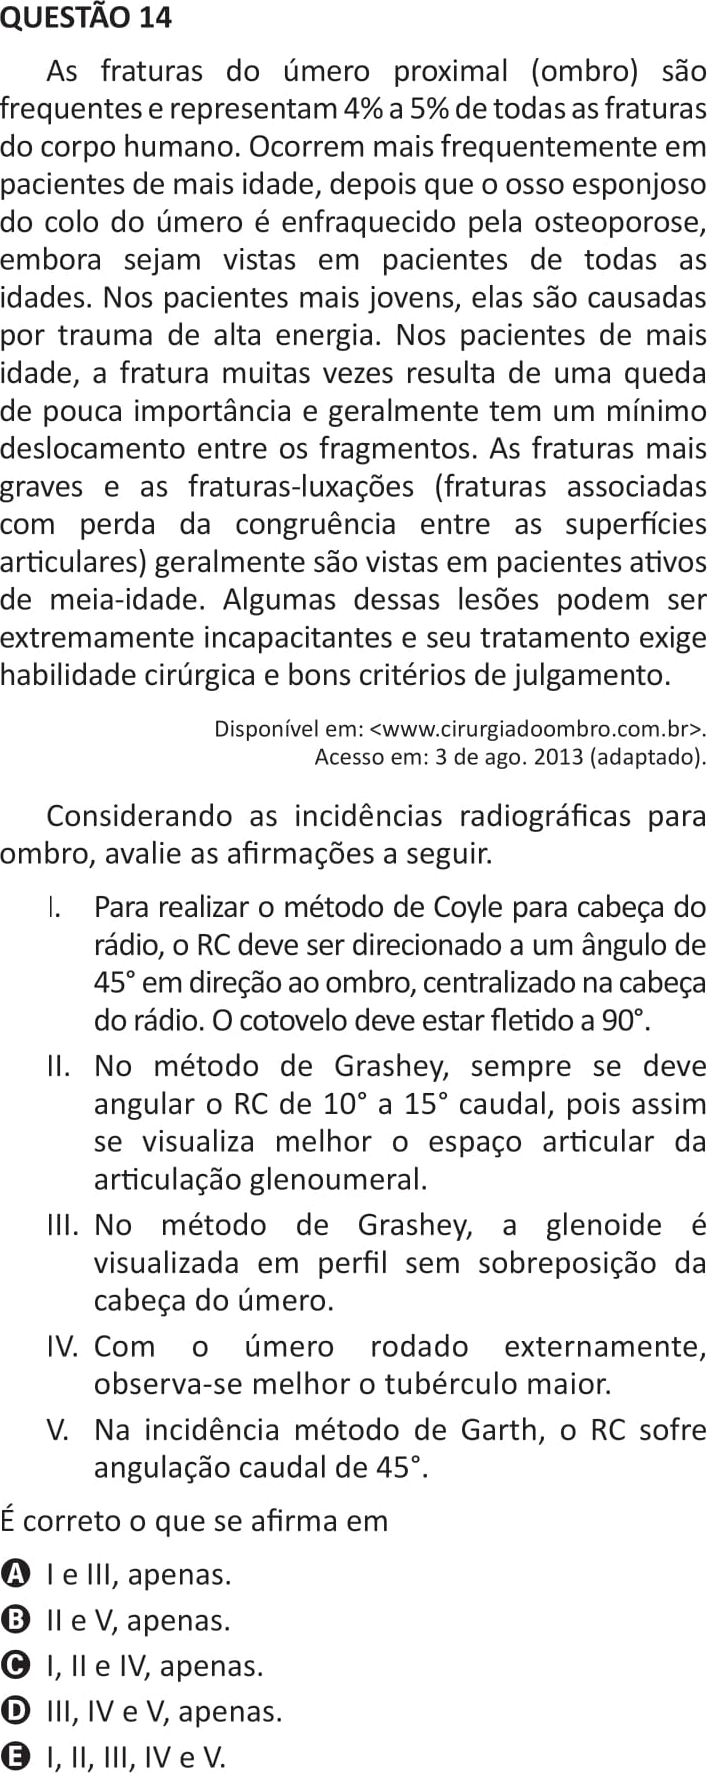 QUESTÃO 14
As fraturas do úmero proximal (ombro) são
frequentes e representam 4% a 5% de todas as fraturas
do corpo humano. Ocorrem mais frequentemente em
pacientes de mais idade, depois que o osso esponjoso
do colo do úmero é enfraquecido pela osteoporose,
embora sejam vistas em pacientes de todas as
idades. Nos pacientes mais jovens, elas são causadas
por trauma de alta energia. Nos pacientes de mais
idade, a fratura muitas vezes resulta de uma queda
de pouca importância e geralmente tem um mínimo
deslocamento entre os fragmentos. As fraturas mais
graves e as fraturas-luxações (fraturas associadas
com perda da congruência entre as superfícies
articulares) geralmente são vistas em pacientes ativos
de meia-idade. Algumas dessas lesões podem ser
extremamente incapacitantes e seu tratamento exige
habilidade cirúrgica e bons critérios de julgamento.
Disponível em: <www.cirurgiadoombro.com.br>.
Acesso em: 3 de ago. 2013 (adaptado).
Considerando as incidências radiográficas para
ombro, avalie as afirmações a seguir.
I. Para realizar o método de Coyle para cabeça do
rádio, o RC deve ser direcionado a um ângulo de
45° em direção ao ombro, centralizado na cabeça
do rádio. O cotovelo deve estar fletido a 90°.
II. No método de Grashey, sempre se deve
angular o RC de 10° a 15° caudal, pois assim
se visualiza melhor o espaço articular da
articulação glenoumeral.
III. No método de Grashey, a glenoide é
visualizada em perfil sem sobreposição da
cabeça do úmero.
IV. Com o úmero rodado externamente,
observa-se melhor o tubérculo maior.
V. Na incidência método de Garth, o RC sofre
angulação caudal de 45°.
É correto o que se afirma em
A I e III, apenas.
B II e V, apenas.
C I, II e IV, apenas.
D III, IV e V, apenas.
E I, II, III, IV e V.